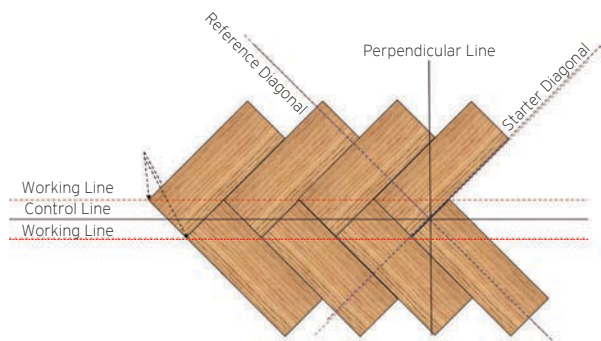 Reference Diagonal
Perpendicular Line
Starter Diagonal
Working Line
Control Line
Working Line